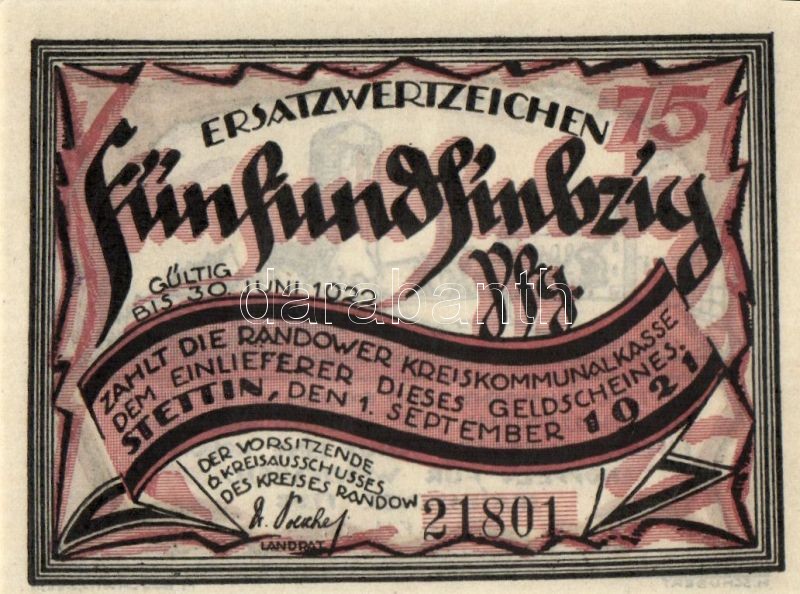 ERSATZWERTZEICHEN
75
Fünfundsiebzig
Pfg.
GÜLTIG
BIS 30. JUNI 1922
darabanth
ZAHLT DIE RANDOWER KREISKOMMUNALKASSE
DEM EINLIEFERER DIESES GELDSCHEINES.
STETTIN, DEN 1. SEPTEMBER 1921
DER VORSITZENDE
D. KREISAUSSCHUSSES
DES KREISES RANDOW
LANDRAT
21801